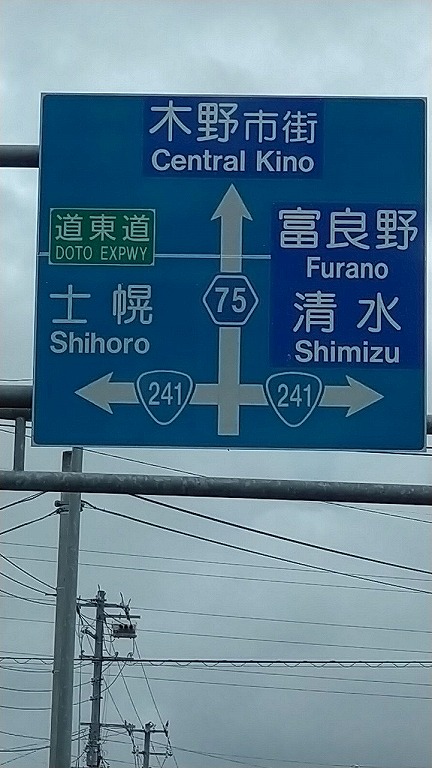 木野市街
Central Kino
道東道
DOTO EXPWY
士幌
Shihoro
富良野
Furano
清水
Shimizu
75
241
241